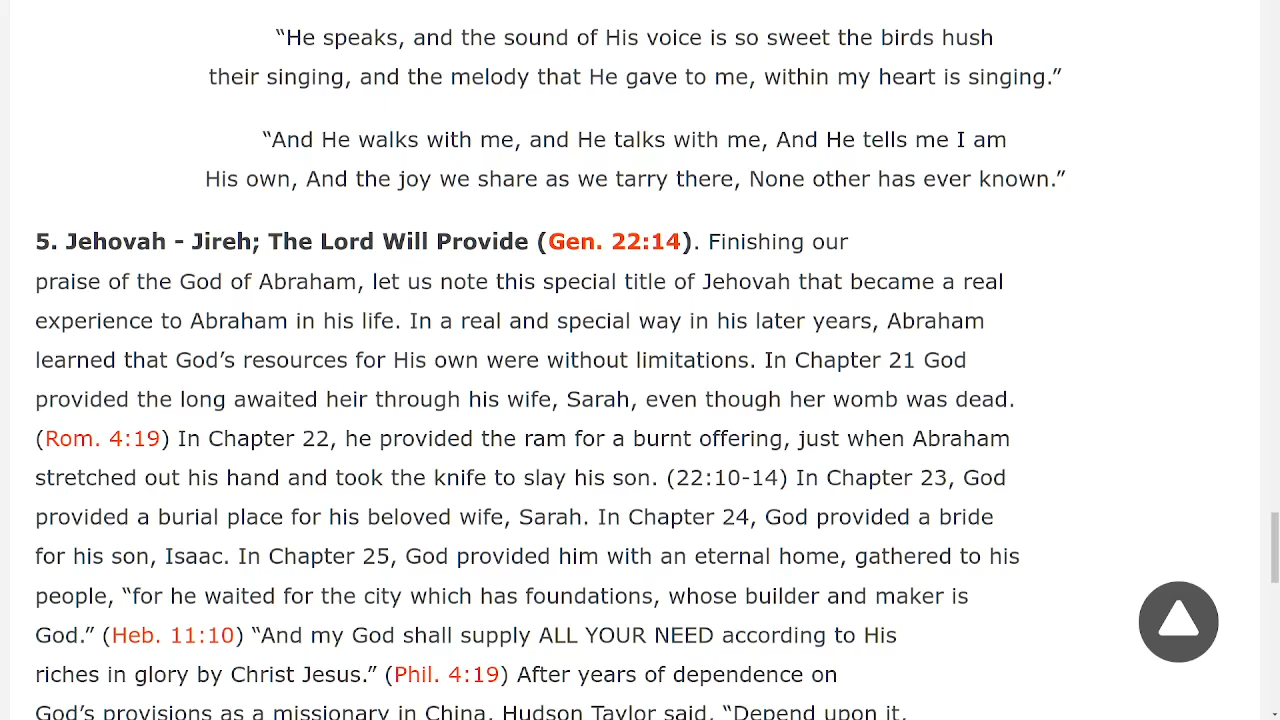 “He speaks, and the sound of His voice is so sweet the birds hush
their singing, and the melody that He gave to me, within my heart is singing.”
“And He walks with me, and He talks with me, And He tells me I am
His own, And the joy we share as we tarry there, None other has ever known.”
5. Jehovah - Jireh; The Lord Will Provide (Gen. 22:14). Finishing our
praise of the God of Abraham, let us note this special title of Jehovah that became a real
experience to Abraham in his life. In a real and special way in his later years, Abraham
learned that God’s resources for His own were without limitations. In Chapter 21 God
provided the long awaited heir through his wife, Sarah, even though her womb was dead.
(Rom. 4:19) In Chapter 22, he provided the ram for a burnt offering, just when Abraham
stretched out his hand and took the knife to slay his son. (22:10-14) In Chapter 23, God
provided a burial place for his beloved wife, Sarah. In Chapter 24, God provided a bride
for his son, Isaac. In Chapter 25, God provided him with an eternal home, gathered to his
people, “for he waited for the city which has foundations, whose builder and maker is
God.” (Heb. 11:10) “And my God shall supply ALL YOUR NEED according to His
riches in glory by Christ Jesus.” (Phil. 4:19) After years of dependence on
God’s provisions as a missionary in China, Hudson Taylor said, “Depend upon it,